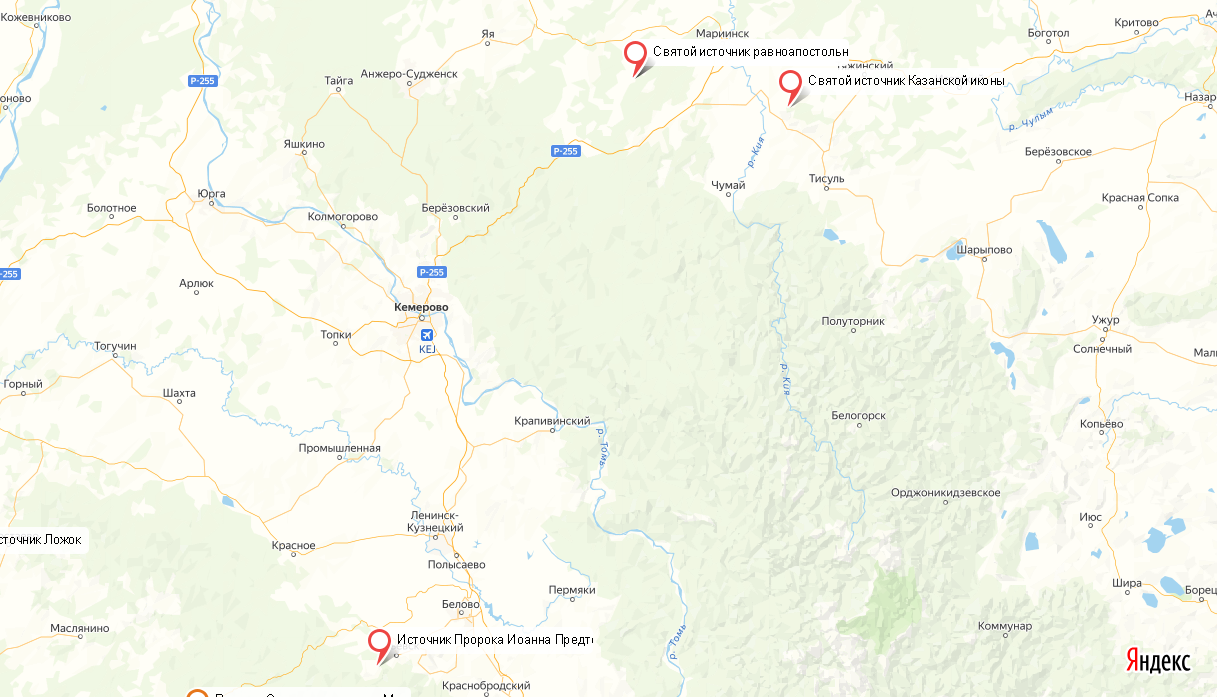 Кожевниково
Яя
Мариинск
Боготол
Критово
Святой источник равноапостольн
Р-255
Тайга
Анжеро-Судженск
Святой источник Казанской иконы
Назар
р. Чулым
Яшкино
Р-255
р. Кия
Берёзовское
Чумай
Тисуль
Юрга
Болотное
Колмогорово
Берёзовский
Красная Сопка
Шарыпово
-255
Р-255
Арлюк
Кемерово
KEJ
Топки
Полуторник
Ужур
Солнечный
Тогучин
Горный
Шахта
р. Кия
Крапивинский
Белогорск
Копьёво
р. Томь
Промышленная
Орджоникидзевское
Ленинск-
Кузнецкий
Июс
сточник Ложок
Красное
Полысаево
Пермяки
Шира
Борец
Белово
Маслянино
Источник Пророка Иоанна Предт
Коммунар
р. Томь
Яндекс
Краснобродский